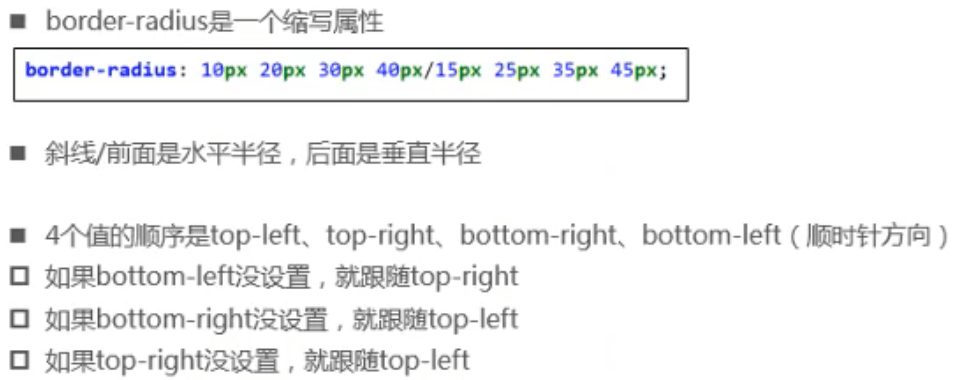 border-radius是一个缩写属性
border-radius: 10px 20px 30px 40px/15px 25px 35px 45px;
斜线/前面是水平半径，后面是垂直半径
4个值的顺序是top-left、top-right、bottom-right、bottom-left（顺时针方向）
如果bottom-left没设置，就跟随top-right
如果bottom-right没设置，就跟随top-left
如果top-right没设置，就跟随top-left